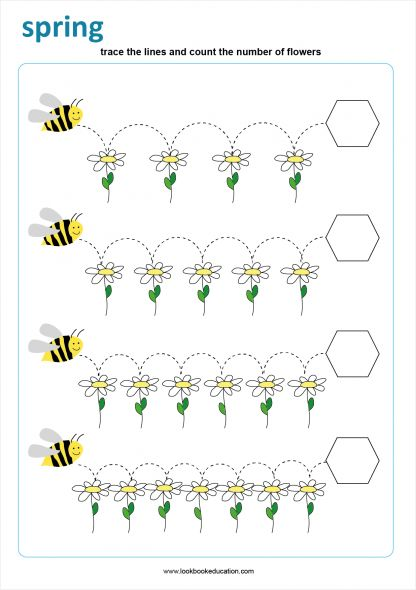 spring
trace the lines and count the number of flowers
www.lookbookeducation.com